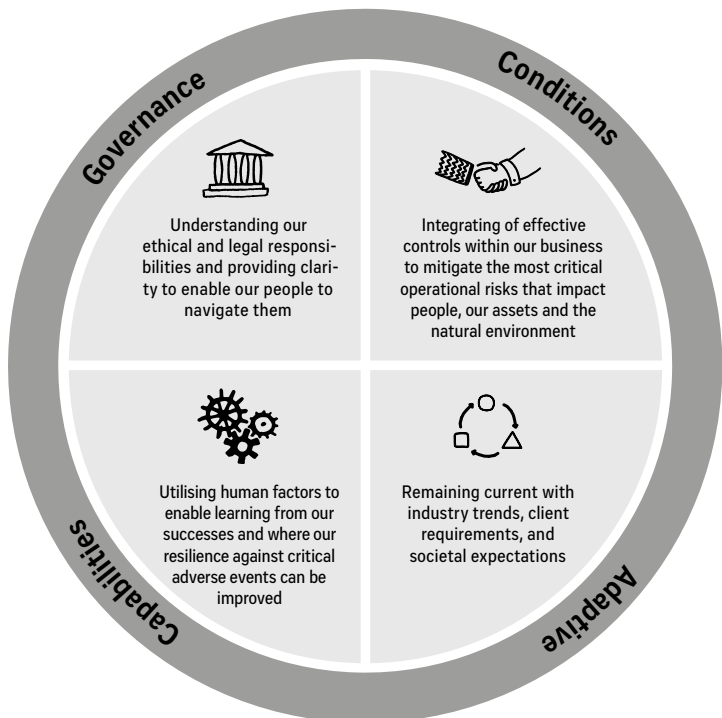 Governance
Understanding our
ethical and legal responsi-
bilities and providing clari-
ty to enable our people to
navigate them
Conditions
Integrating of effective
controls within our business
to mitigate the most critical
operational risks that impact
people, our assets and the
natural environment
Capabilities
Utilising human factors to
enable learning from our
successes and where our
resilience against critical
adverse events can be
improved
Adaptive
Remaining current with
industry trends, client
requirements, and
societal expectations